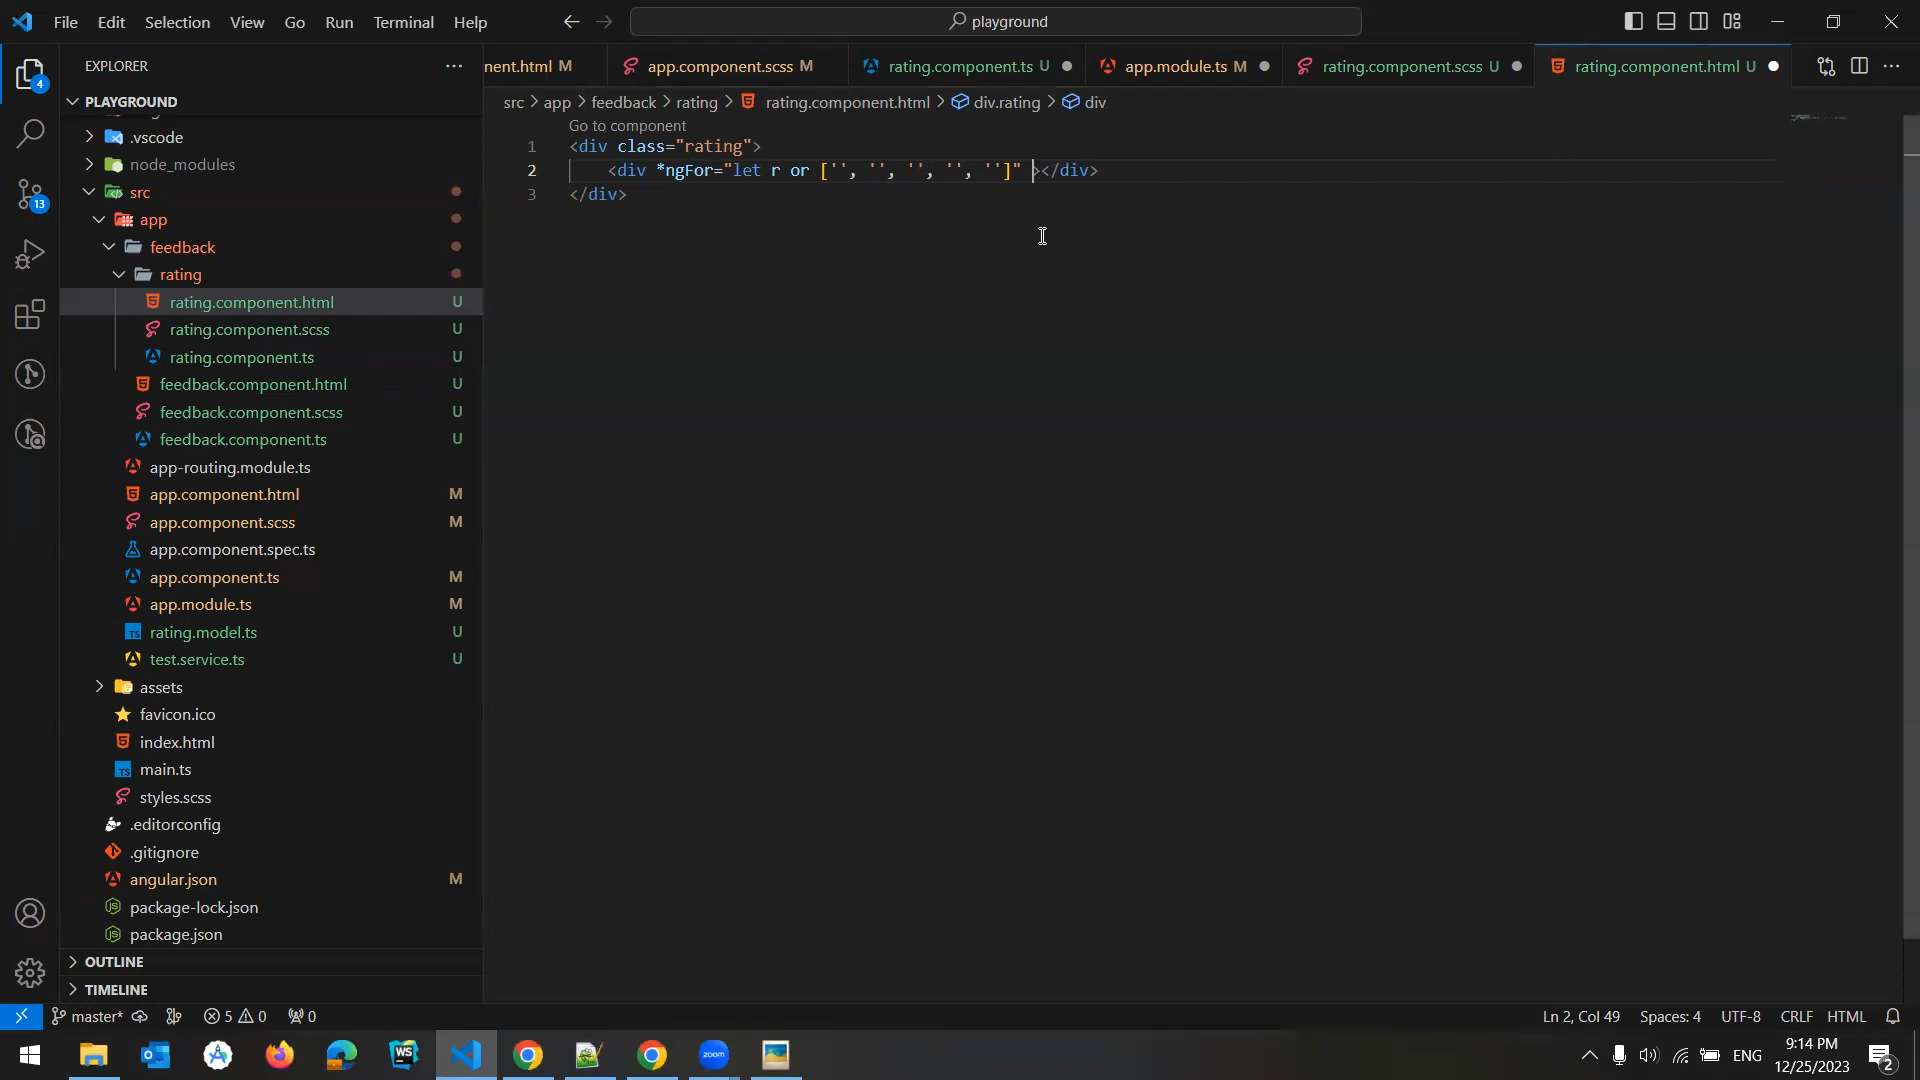 File Edit Selection View Go Run Terminal Help
playground
EXPLORER
PLAYGROUND
.vscode
node_modules
src
app
feedback
rating
rating.component.html U
rating.component.scss U
rating.component.ts U
feedback.component.html U
feedback.component.scss U
feedback.component.ts U
app-routing.module.ts
app.component.html M
app.component.scss M
app.component.spec.ts
app.component.ts M
app.module.ts M
rating.model.ts U
test.service.ts U
assets
favicon.ico
index.html
main.ts
styles.scss
.editorconfig
.gitignore
angular.json M
package-lock.json
package.json
OUTLINE
TIMELINE
4
13
nent.html M app.component.scss M rating.component.ts U app.module.ts M rating.component.scss U rating.component.html U
src > app > feedback > rating > rating.component.html > div.rating > div
Go to component
1 <div class="rating">
2 <div *ngFor="let r or ['', '', '', '', '']" ></div>
3 </div>
master* 5 0 0
Ln 2, Col 49 Spaces: 4 UTF-8 CRLF HTML
WS
zoom
ENG
9:14 PM
12/25/2023
2